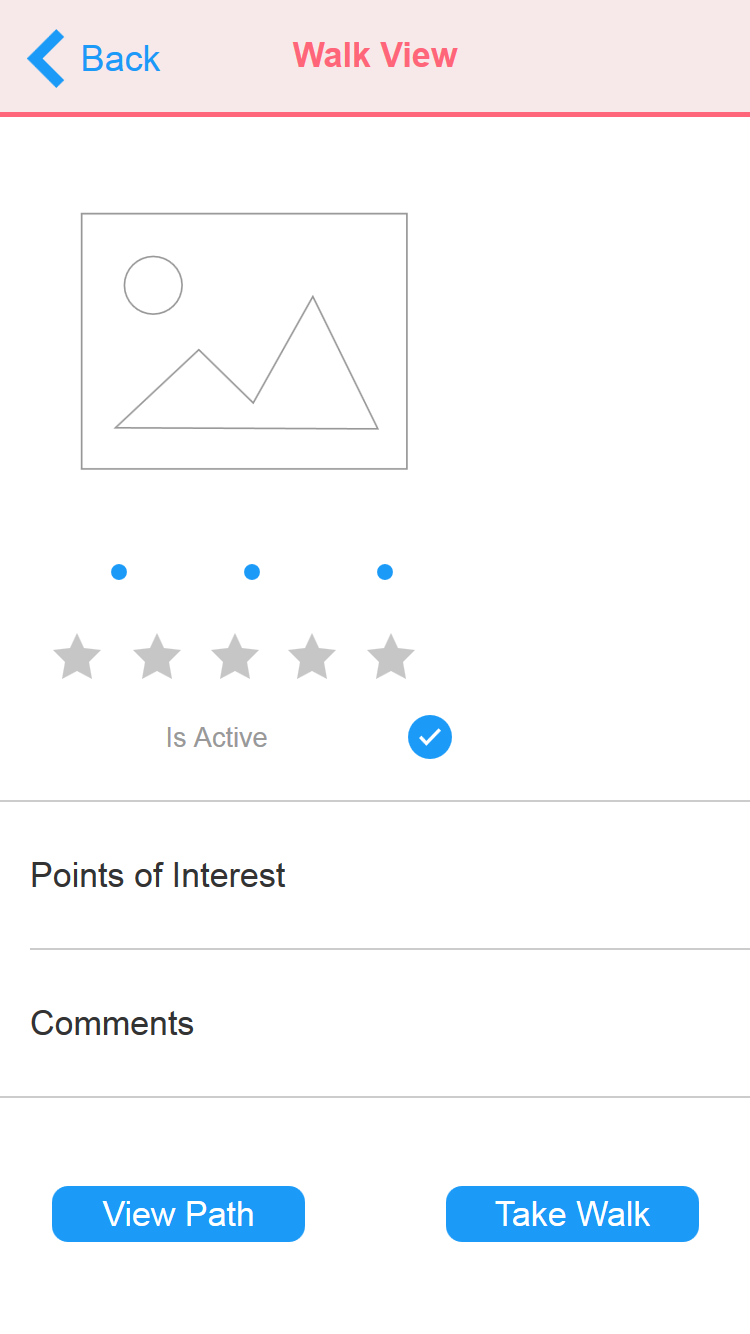 Back
Walk View
Is Active
Points of Interest
Comments
View Path
Take Walk